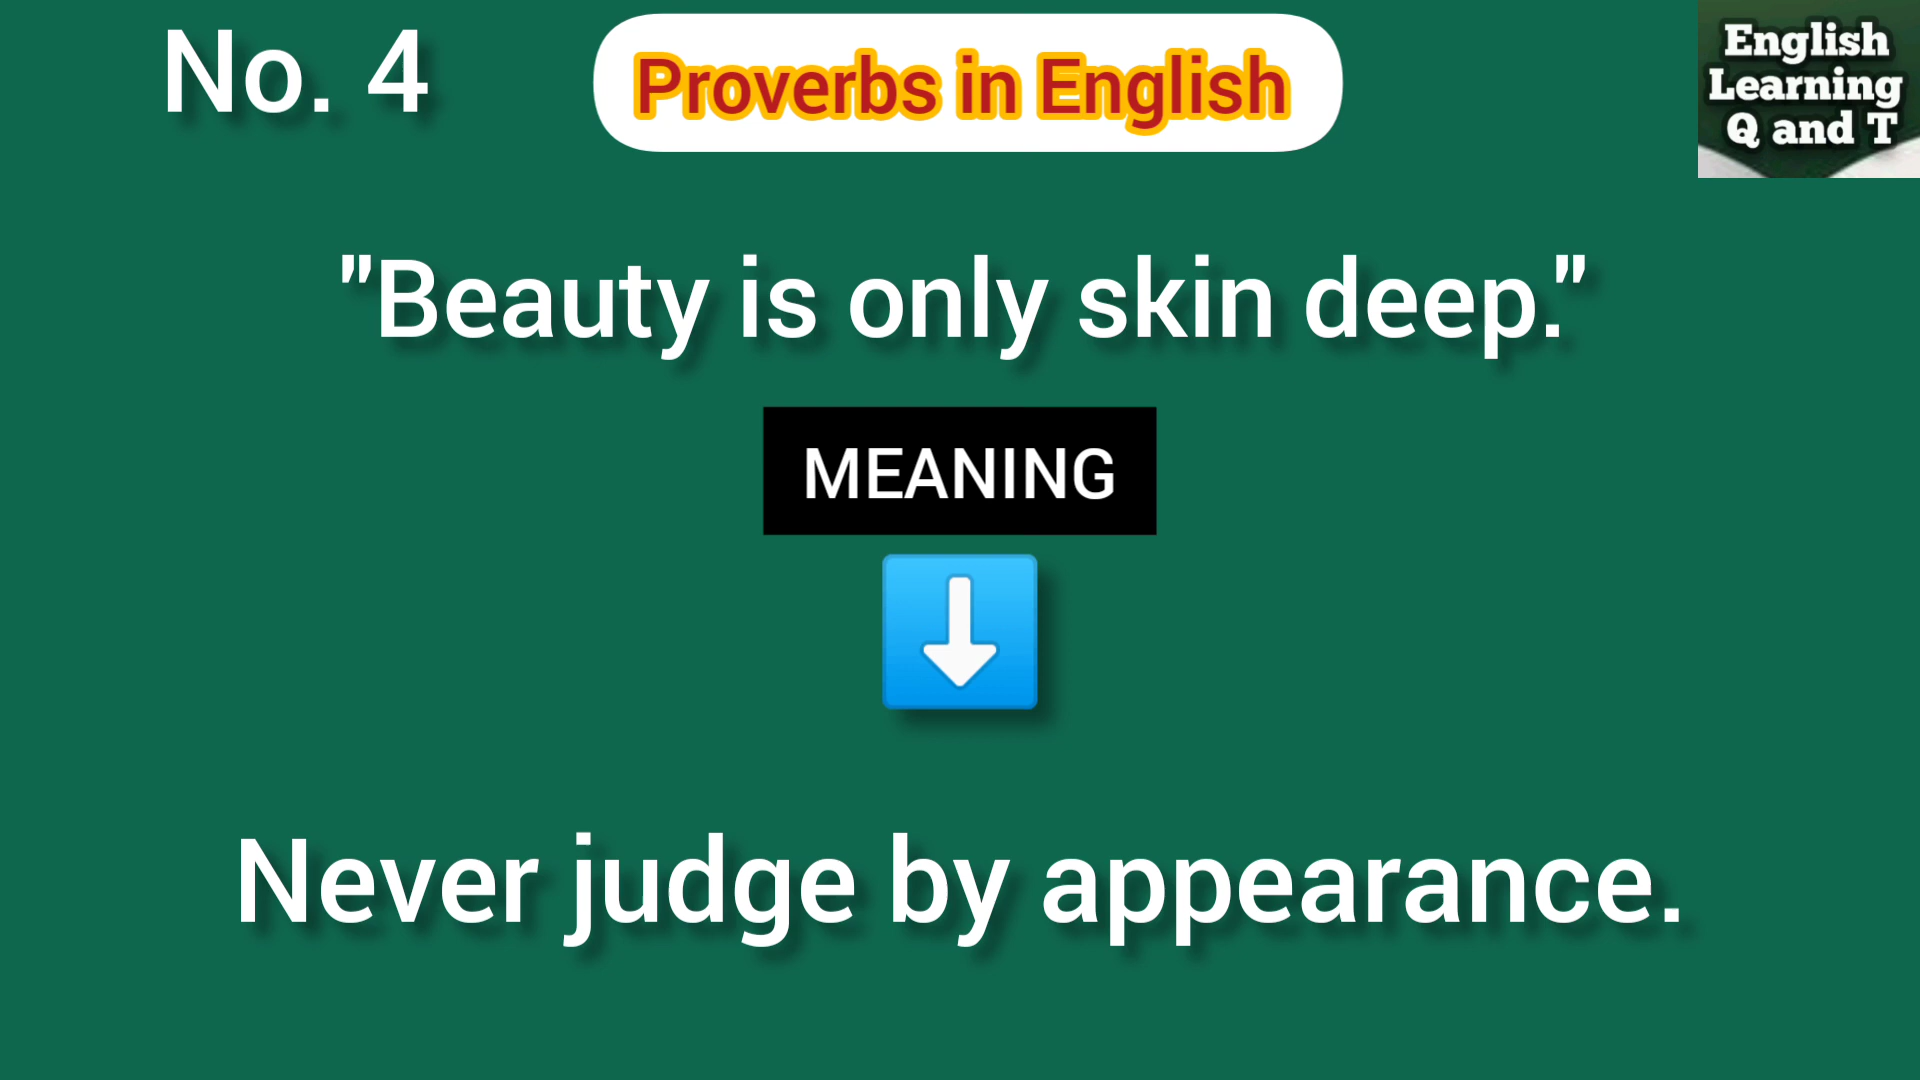 No. 4
Proverbs in English
English
Learning
Q and T
"Beauty is only skin deep."
MEANING
Never judge by appearance.